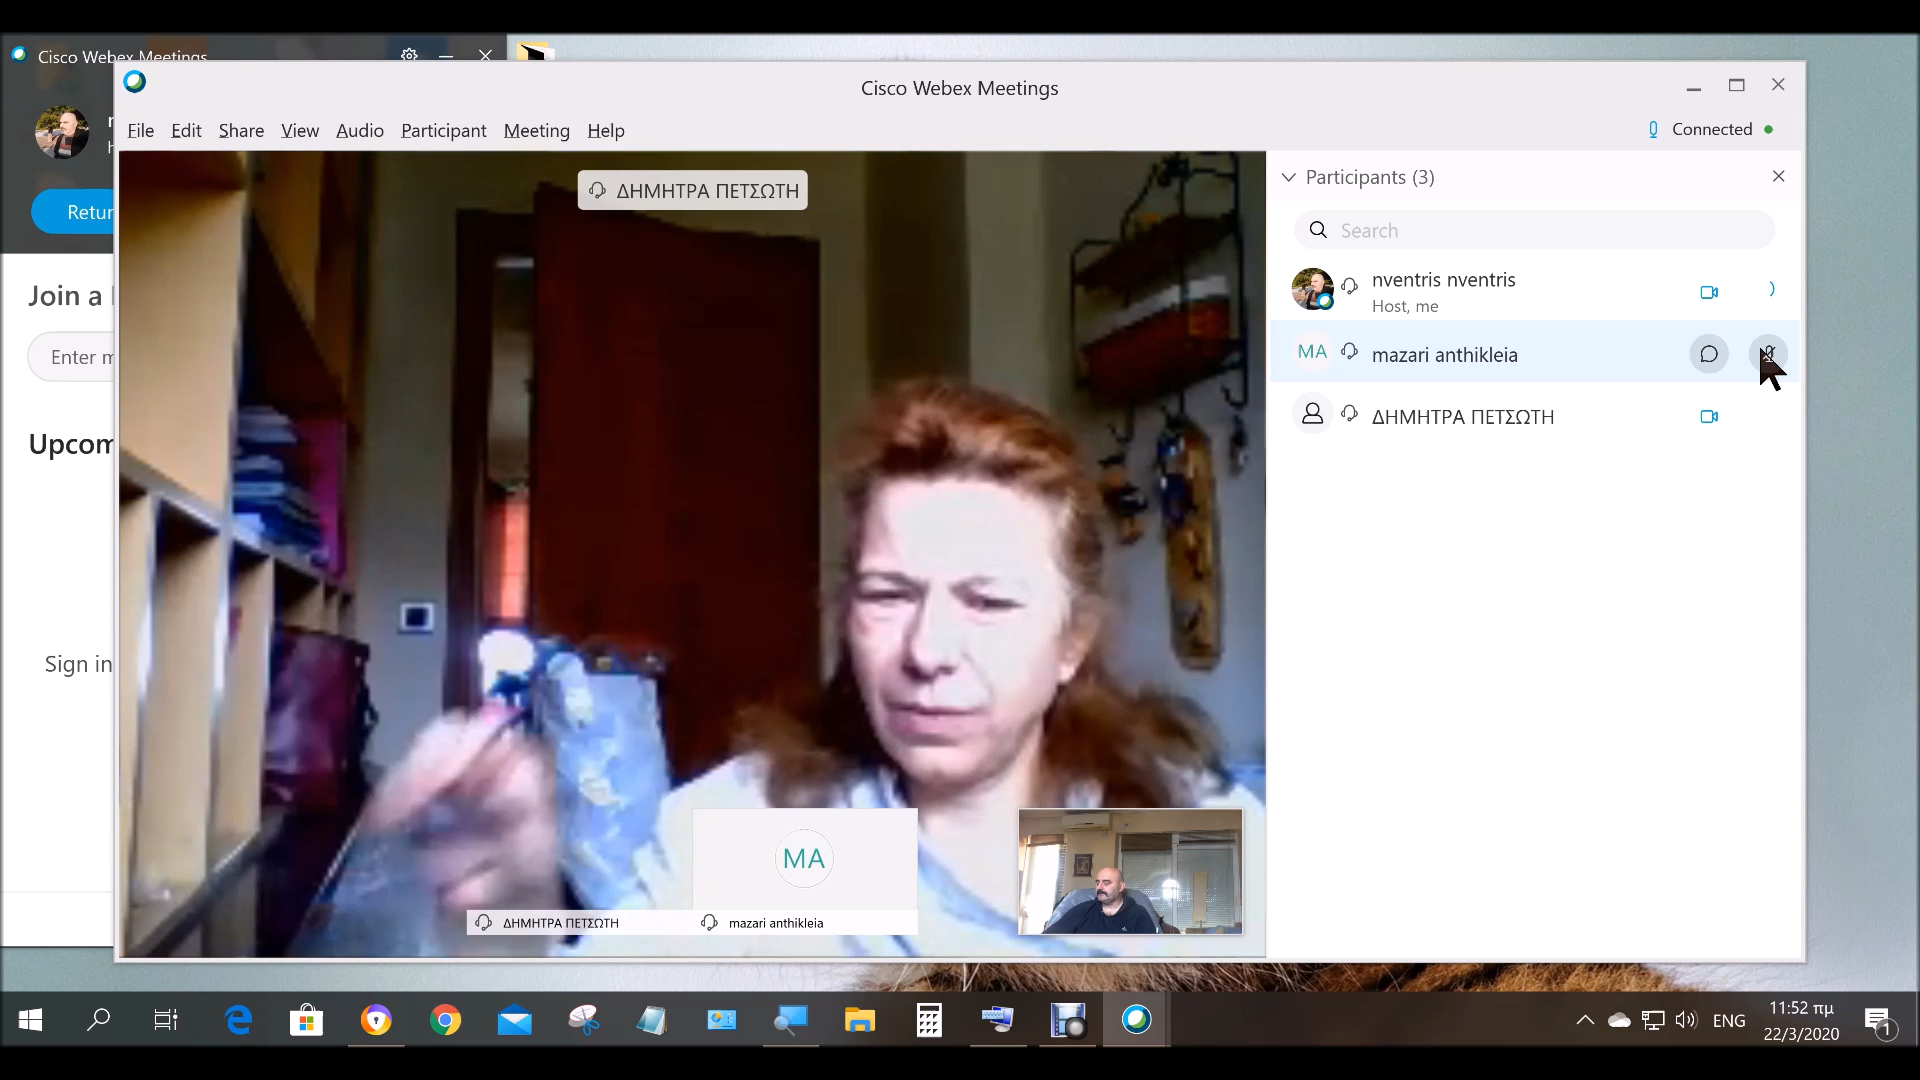 Cisco Webex Meetings
Cisco Webex Meetings
File Edit Share View Audio Participant Meeting Help
Connected
Retur
Join a
Enter m
Upcom
Sign in
ΔΗΜΗΤΡΑ ΠΕΤΣΩΤΗ
Participants (3)
Search
nventris nventris
Host, me
MA mazari anthikleia
ΔΗΜΗΤΡΑ ΠΕΤΣΩΤΗ
MA
ΔΗΜΗΤΡΑ ΠΕΤΣΩΤΗ
mazari anthikleia
ENG
11:52 πμ
22/3/2020
1